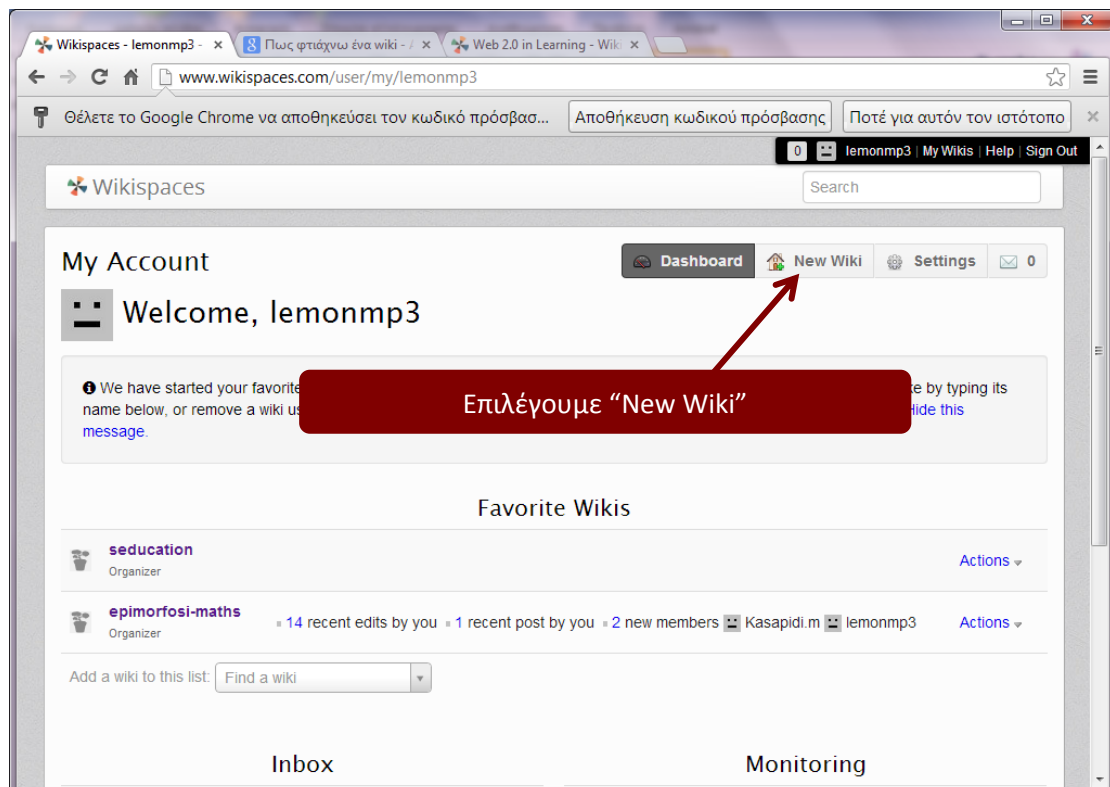 Wikispaces - lemonmp3 -
Πως φτιάχνω ένα wiki -
Web 2.0 in Learning - Wiki
www.wikispaces.com/user/my/lemonmp3
Θέλετε το Google Chrome να αποθηκεύσει τον κωδικό πρόσβασ... Αποθήκευση κωδικού πρόσβασης Ποτέ για αυτόν τον ιστότοπο
0 lemonmp3 | My Wikis | Help | Sign Out
Wikispaces Search
My Account Dashboard New Wiki Settings 0
Welcome, lemonmp3
We have started your favorite by typing its
name below, or remove a wiki Hide this
message.
Επιλέγουμε “New Wiki”
Favorite Wikis
seducation
Organizer
Actions
epimorfosi-maths
Organizer
14 recent edits by you 1 recent post by you 2 new members Kasapidi.m lemonmp3 Actions
Add a wiki to this list: Find a wiki
Inbox Monitoring